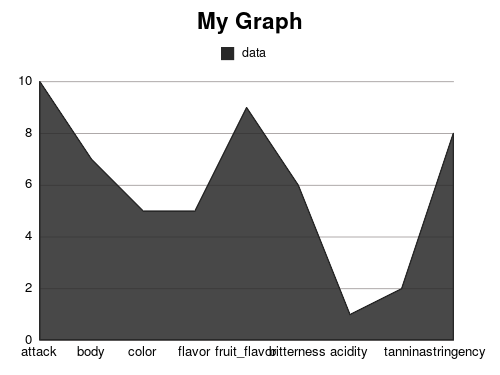 My Graph
data
10
8
6
4
2
0
attack body color flavor fruit_flavor bitterness acidity tannin astringency